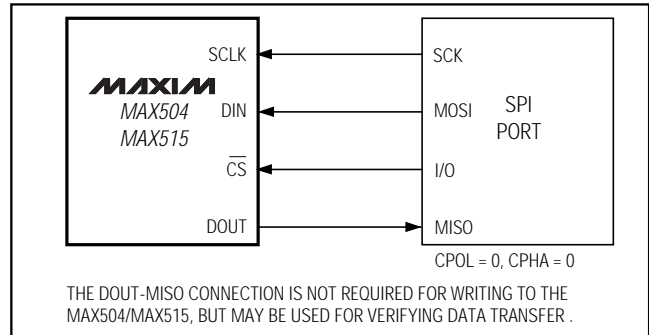 SCLK
SCK
MAXIM
MAX504
MAX515
DIN
MOSI
SPI
PORT
CS
I/O
DOUT
MISO
CPOL = 0, CPHA = 0
THE DOUT-MISO CONNECTION IS NOT REQUIRED FOR WRITING TO THE
MAX504/MAX515, BUT MAY BE USED FOR VERIFYING DATA TRANSFER .